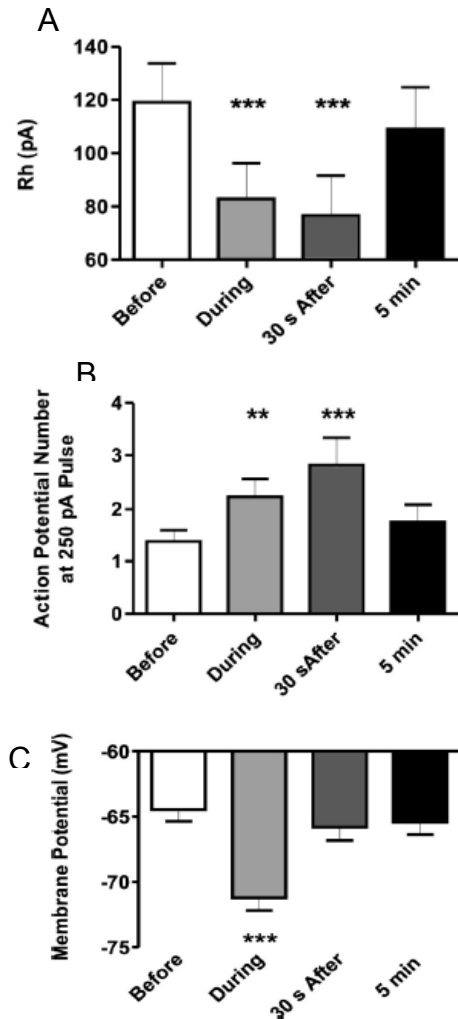 A
140
120
100
80
60
Rh (pA)
*** ***
Before During 30 s After 5 min
B
4
3
2
1
0
Action Potential Number
at 250 pA Pulse
** ***
Before During 30 sAfter 5 min
C
-60
-65
-70
-75
Membrane Potential (mV)
***
Before During 30 s After 5 min